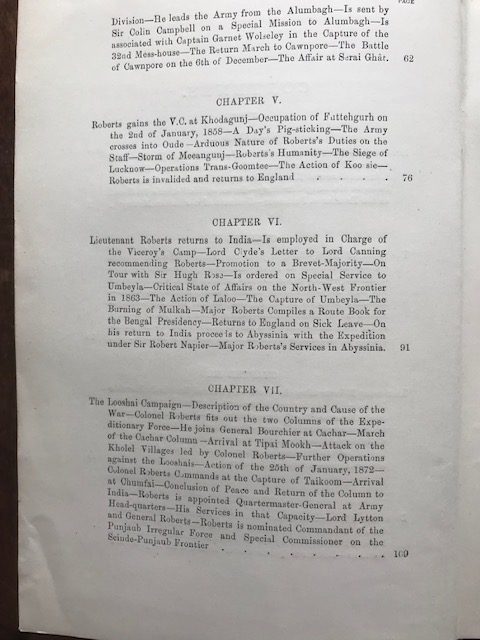 PAGE
Division—He leads the Army from the Alumbagh—Is sent by
Sir Colin Campbell on a Special Mission to Alumbagh—Is
associated with Captain Garnet Wolseley in the Capture of the
32nd Mess-house—The Return March to Cawnpore—The Battle
of Cawnpore on the 6th of December—The Affair at Serai Ghât. 62
CHAPTER V.
Roberts gains the V.C. at Khodagunj—Occupation of Futtehgurh on
the 2nd of January, 1858—A Day's Pig-sticking—The Army
crosses into Oude—Arduous Nature of Roberts's Duties on the
Staff—Storm of Meeangunj—Roberts's Humanity—The Siege of
Lucknow—Operations Trans-Goomtee—The Action of Koo sie—
Roberts is invalided and returns to England . . . . 76
CHAPTER VI.
Lieutenant Roberts returns to India—Is employed in Charge of
the Viceroy's Camp—Lord Clyde's Letter to Lord Canning
recommending Roberts—Promotion to a Brevet-Majority—On
Tour with Sir Hugh Rose—Is ordered on Special Service to
Umbeyla—Critical State of Affairs on the North-West Frontier
in 1863—The Action of Laloo—The Capture of Umbeyla—The
Burning of Mulkah—Major Roberts Compiles a Route Book for
the Bengal Presidency—Returns to England on Sick Leave—On
his return to India procee is to Abyssinia with the Expedition
under Sir Robert Napier—Major Roberts's Services in Abyssinia. 91
CHAPTER VII.
The Looshai Campaign—Description of the Country and Cause of the
War—Colonel Roberts fits out the two Columns of the Expe-
ditionary Force—He joins General Bourchier at Cachar—March
of the Cachar Column—Arrival at Tipai Mookh—Attack on the
Kholel Villages led by Colonel Roberts—Further Operations
against the Looshais—Action of the 25th of January, 1872—
Colonel Roberts Commands at the Capture of Taikoom—Arrival
at Chumfai—Conclusion of Peace and Return of the Column to
India—Roberts is appointed Quartermaster-General at Army
Head-quarters—His Services in that Capacity—Lord Lytton
and General Roberts—Roberts is nominated Commandant of the
Punjaub Irregular Force and Special Commissioner on the
Scinde-Punjaub Frontier . . . . . . . 109